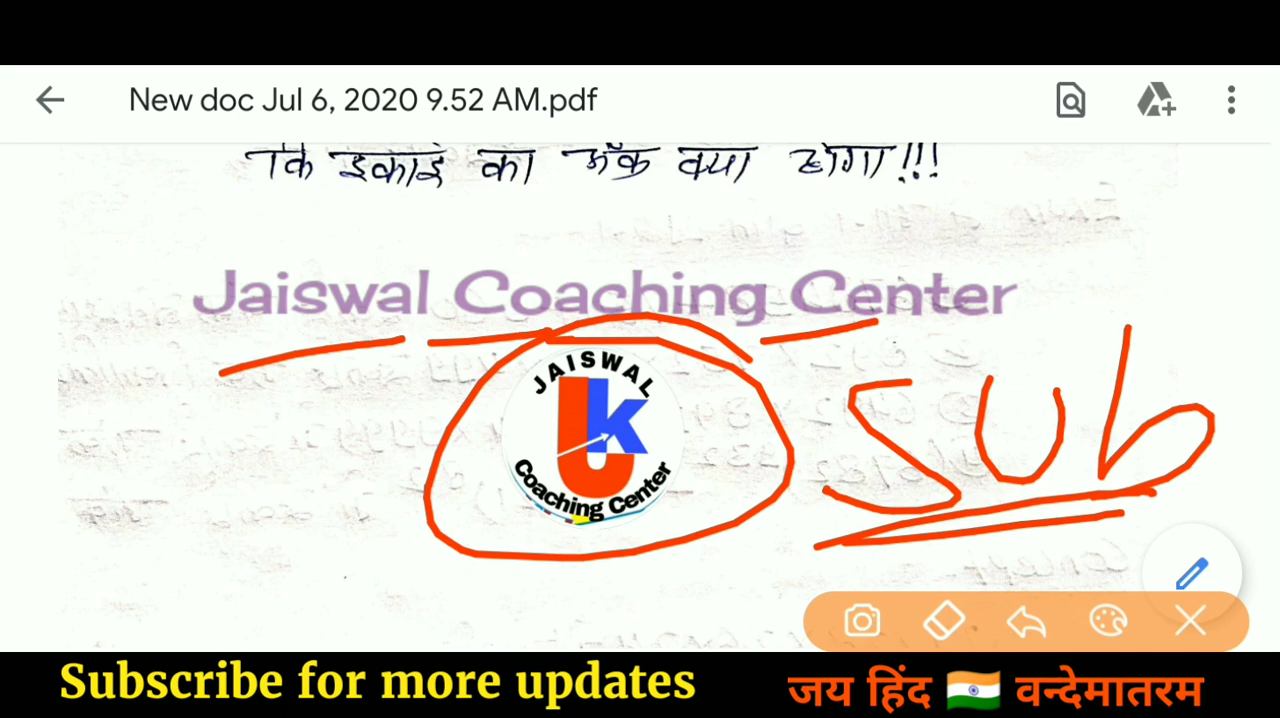 New doc Jul 6, 2020 9.52 AM.pdf
कि इकाई का अंक क्या होगा!!!
Jaiswal Coaching Center
JAISWAL
JK
Coaching Center
Sub
Subscribe for more updates
जय हिंद 🇮🇳 वन्देमातरम